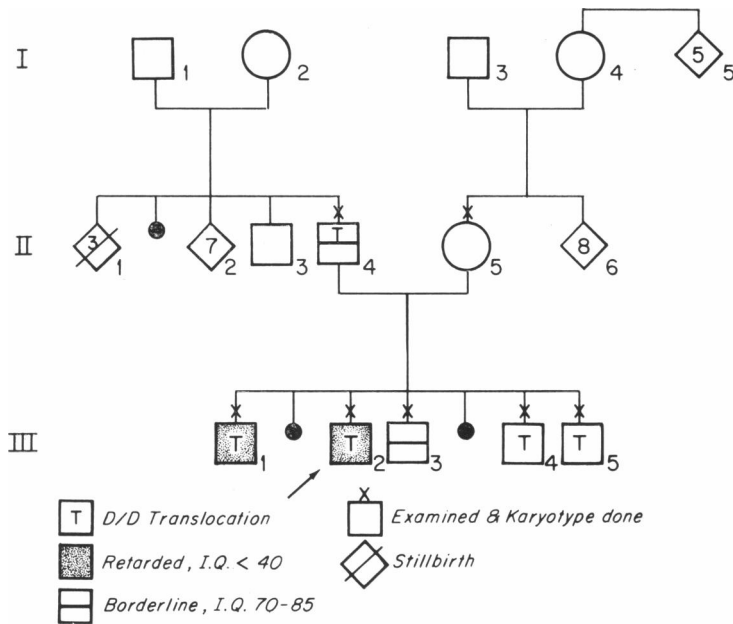 I
1
2
3
4
5
5
II
3
1
7
2
3
T
4
5
8
6
III
T
1
T
2
3
T
4
T
5
T D/D Translocation
Retarded, I.Q. < 40
Borderline, I.Q. 70-85
X Examined & Karyotype done
Stillbirth